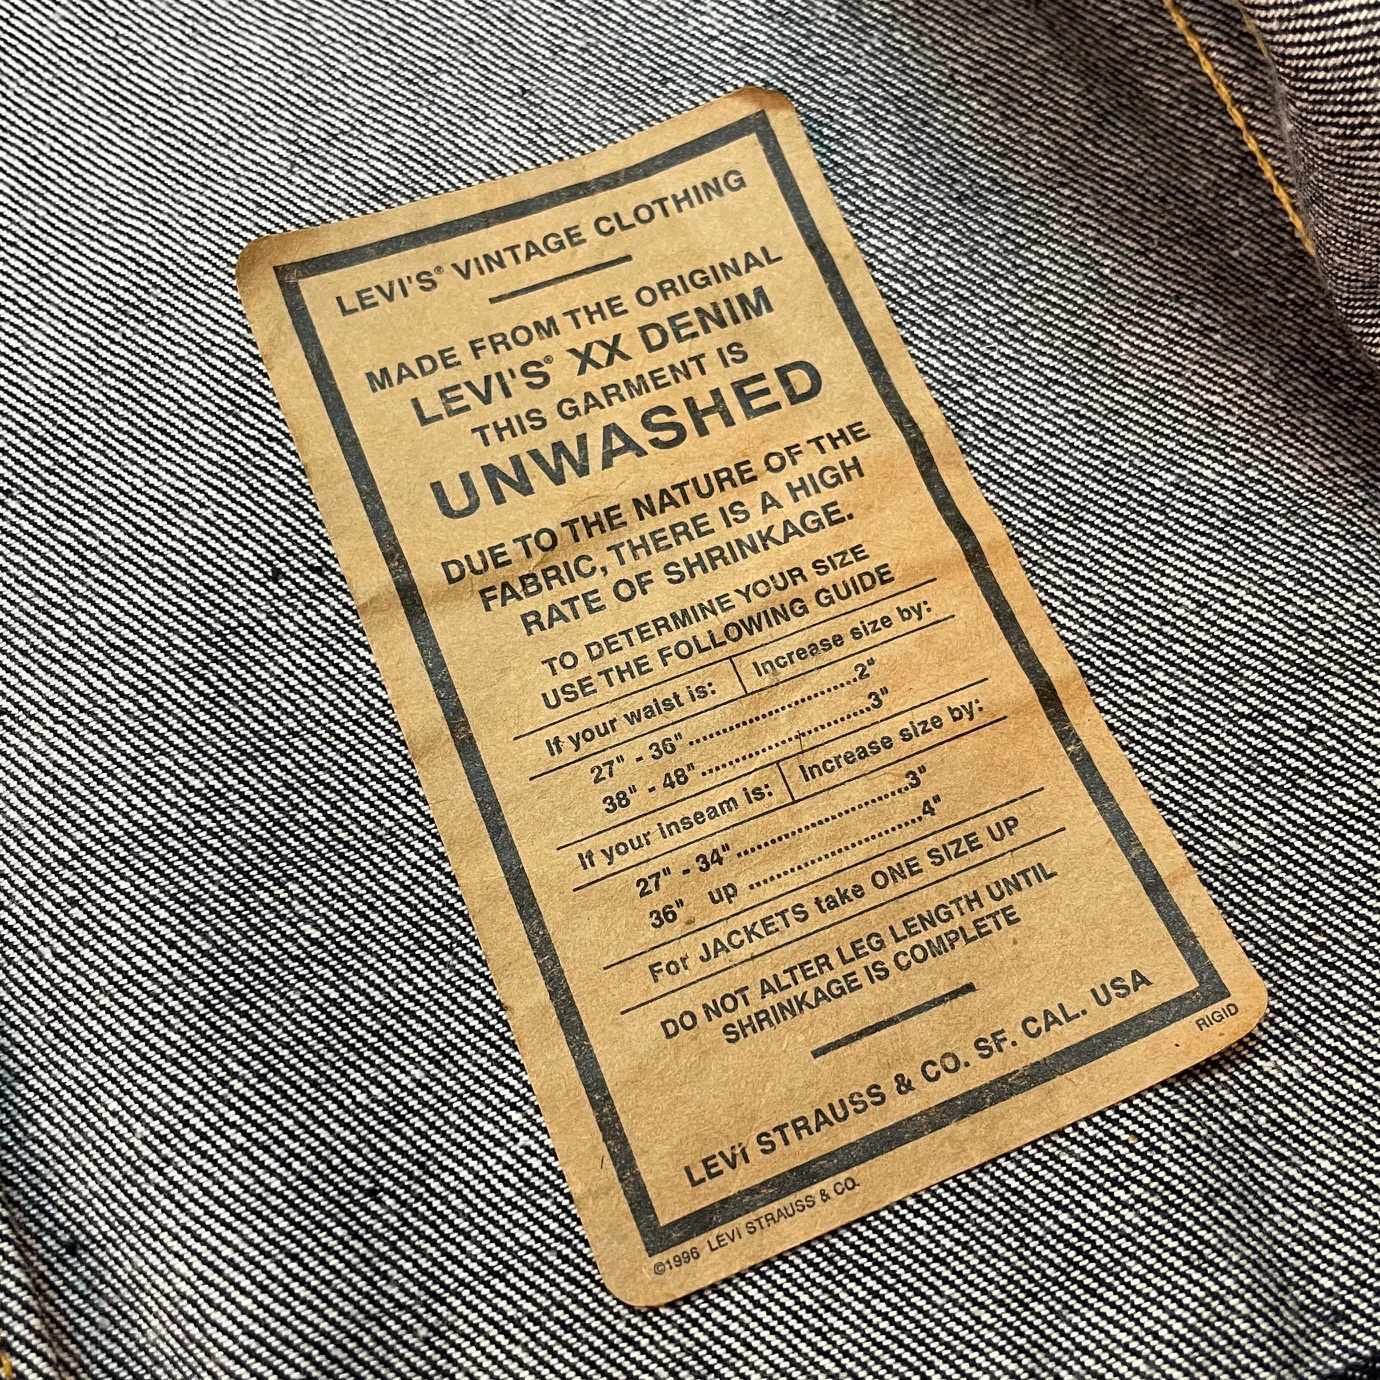 LEVI'S® VINTAGE CLOTHING
MADE FROM THE ORIGINAL
LEVI'S® XX DENIM
THIS GARMENT IS
UNWASHED
DUE TO THE NATURE OF THE
FABRIC, THERE IS A HIGH
RATE OF SHRINKAGE.
TO DETERMINE YOUR SIZE
USE THE FOLLOWING GUIDE
If your waist is: Increase size by:
27" - 36" ........................2"
38" - 48" ........................3"
If your inseam is: Increase size by:
27" - 34" ........................3"
36" up ........................4"
For JACKETS take ONE SIZE UP
DO NOT ALTER LEG LENGTH UNTIL
SHRINKAGE IS COMPLETE
LEVI STRAUSS & CO. SF. CAL. USA
RIGID
©1996 LEVI STRAUSS & CO.